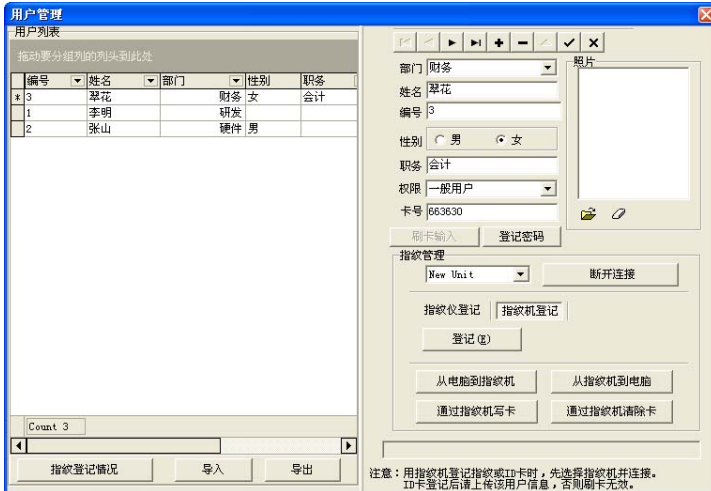 用户管理
用户列表
拖动要分组列的列头到此处
编号 姓名 部门 性别 职务
* 3 翠花 财务 女 会计
1 李明 研发
2 张山 硬件 男
Count 3
指纹登记情况 导入 导出
部门 财务
姓名 翠花
编号 3
性别 男 女
职务 会计
权限 一般用户
卡号 663630
刷卡输入 登记密码
照片
指纹管理
New Unit 断开连接
指纹仪登记 指纹机登记
登记(E)
从电脑到指纹机 从指纹机到电脑
通过指纹机写卡 通过指纹机清除卡
注意:用指纹机登记指纹或ID卡时,先选择指纹机并连接。
ID卡登记后请上传该用户信息,否则刷卡无效。